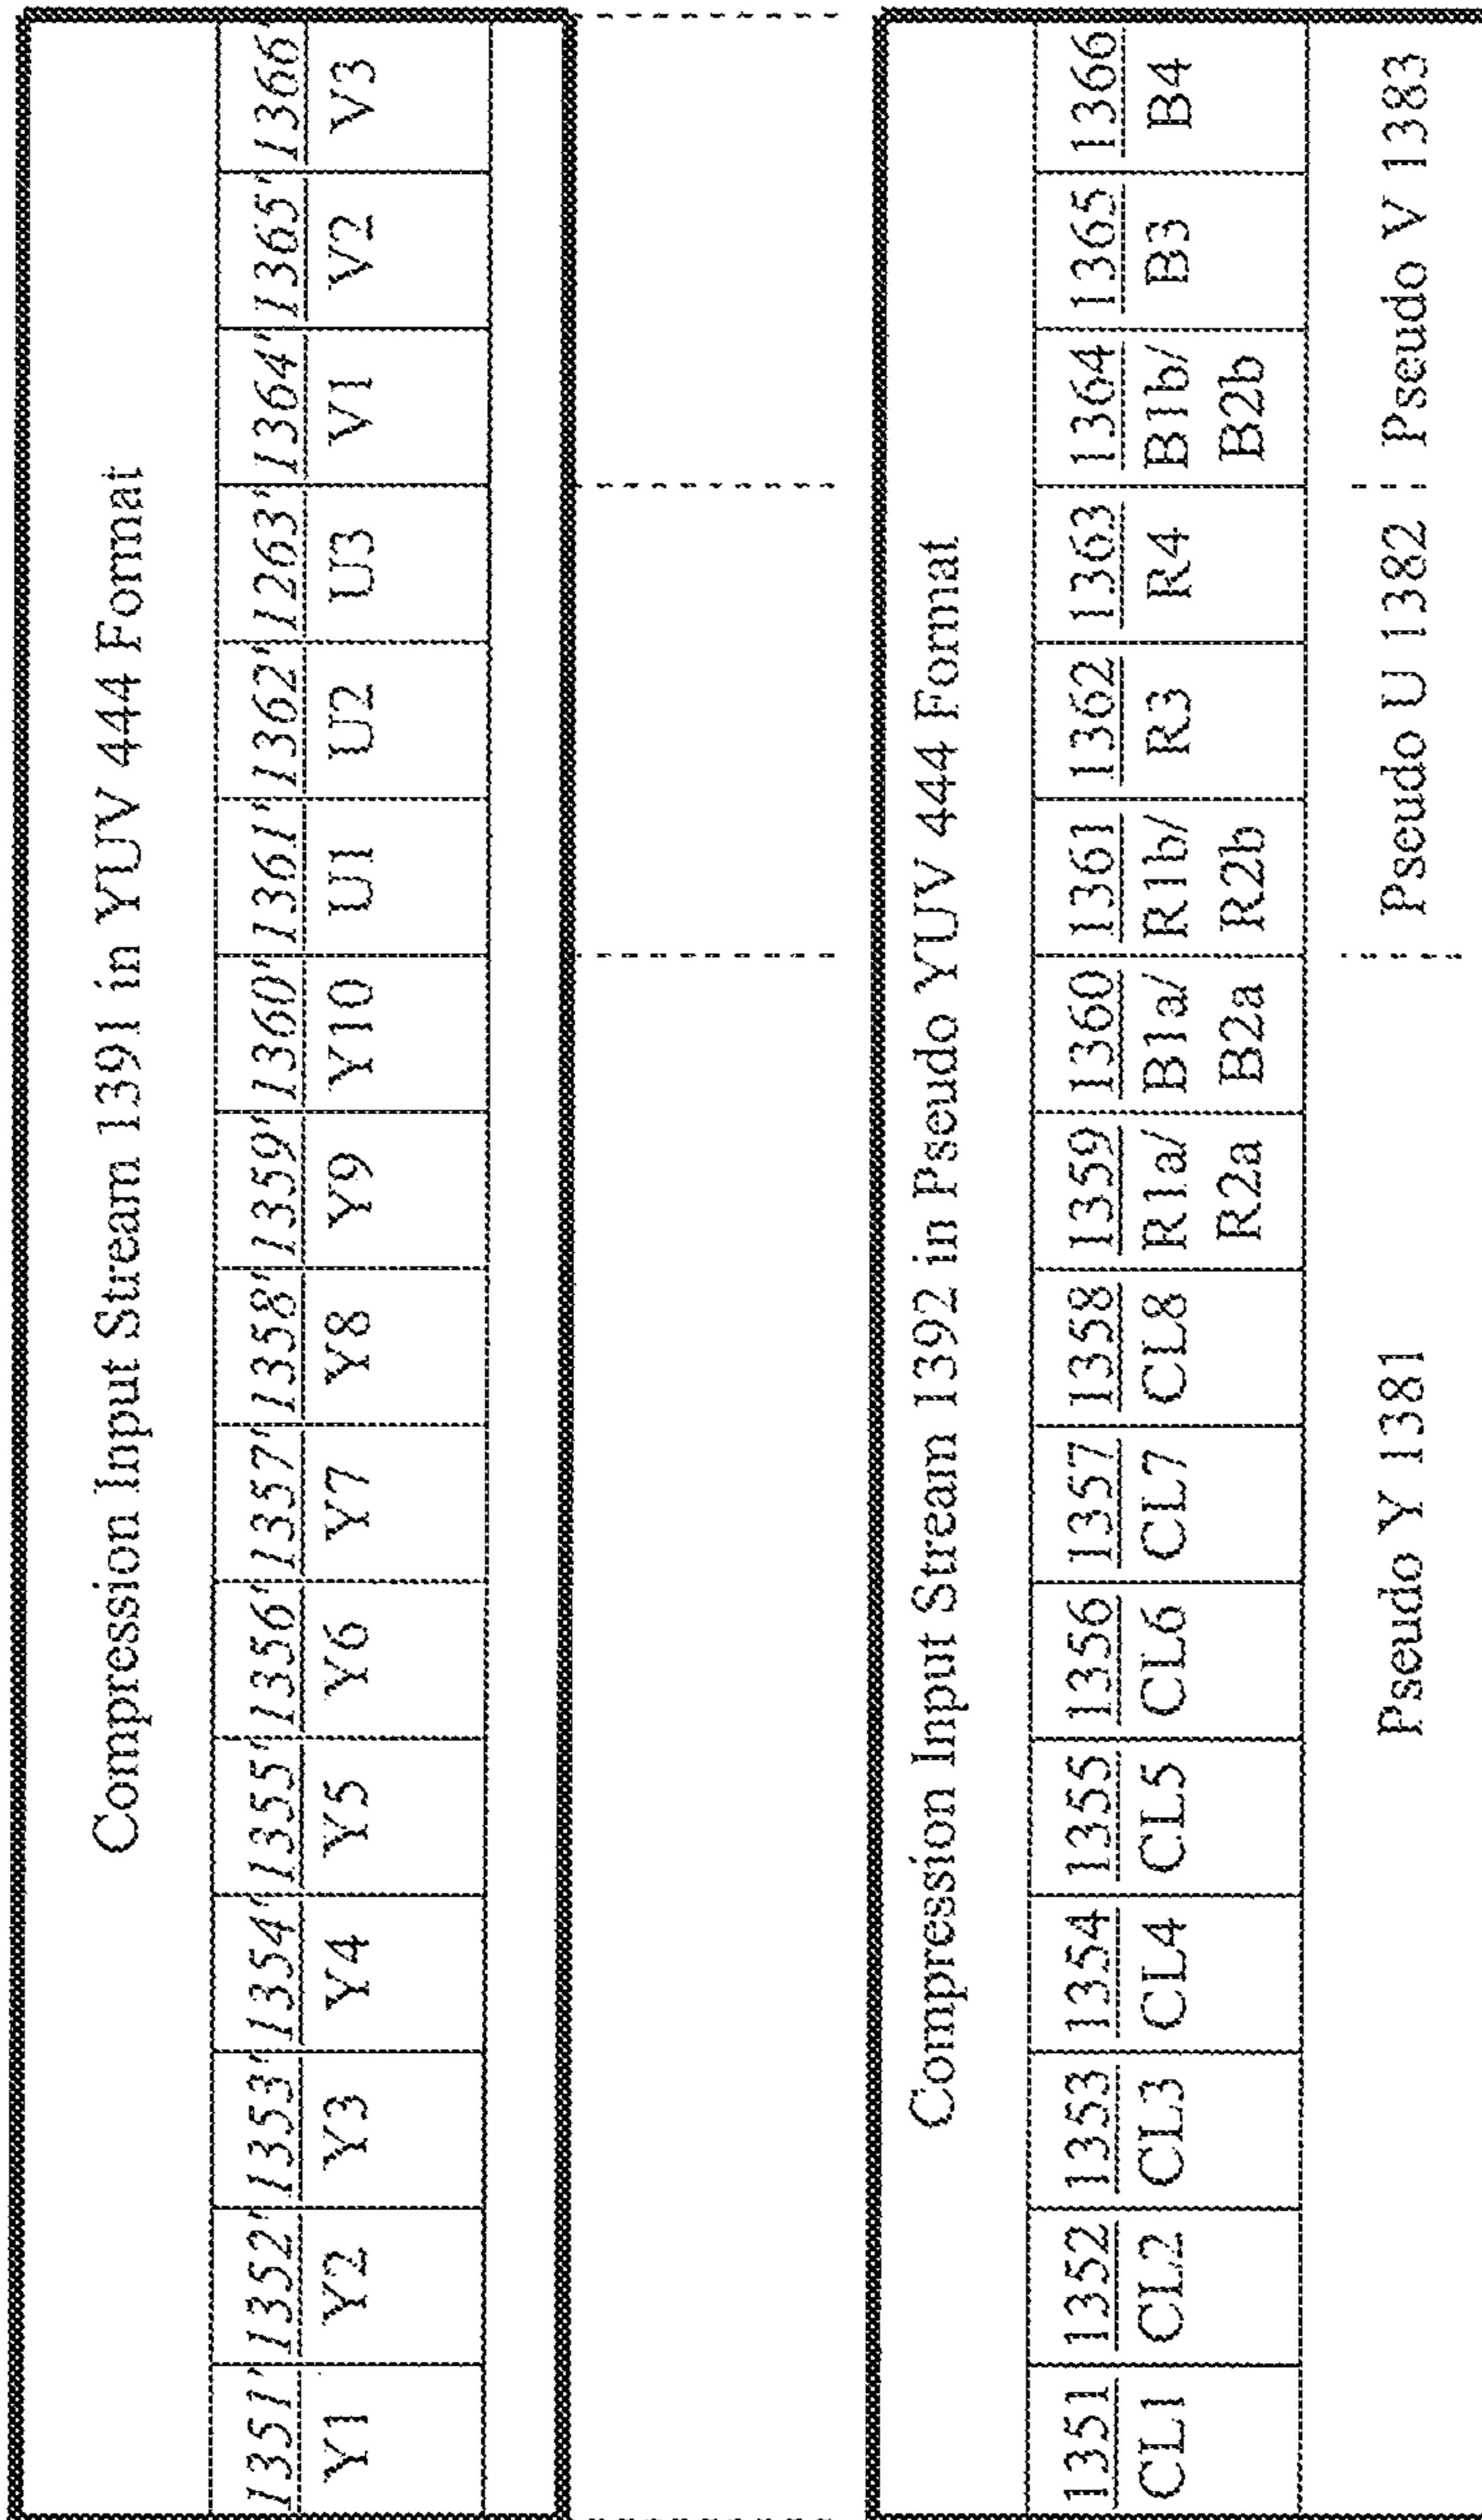 Compression Input Stream 1391 in YUV 444 Format
1351' 1352' 1353' 1354' 1355' 1356' 1357' 1358' 1359' 1360' 1361' 1362' 1263' 1364' 1365' 1366'
Y1 Y2 Y3 Y4 Y5 Y6 Y7 Y8 Y9 Y10 U1 U2 U3 V1 V2 V3
Compression Input Stream 1392 in Pseudo YUV 444 Format
1351 1352 1353 1354 1355 1356 1357 1358 1359 1360 1361 1362 1363 1364 1365 1366
CL1 CL2 CL3 CL4 CL5 CL6 CL7 CL8 R1a/ B1a/ R1b/ R3 R4 B1b/ B3 B4
R2a B2a R2b B2b
Pseudo Y 1381 Pseudo U 1382 Pseudo V 1383